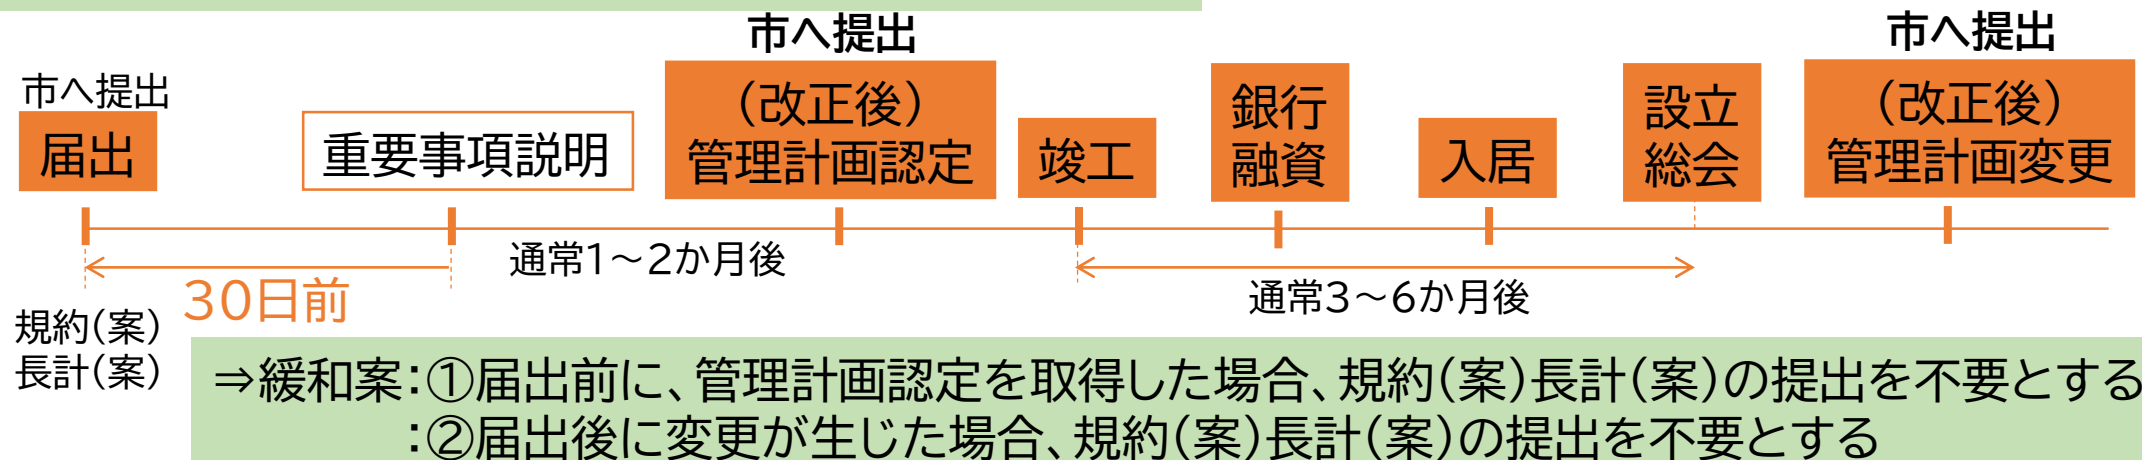 市へ提出
届出
重要事項説明
市へ提出
（改正後）
管理計画認定
竣工
銀行
融資
入居
設立
総会
市へ提出
（改正後）
管理計画変更
30日前
通常1～2か月後
通常3～6か月後
規約(案)
長計(案)
⇒緩和案：①届出前に、管理計画認定を取得した場合、規約(案)長計(案)の提出を不要とする
：②届出後に変更が生じた場合、規約(案)長計(案)の提出を不要とする